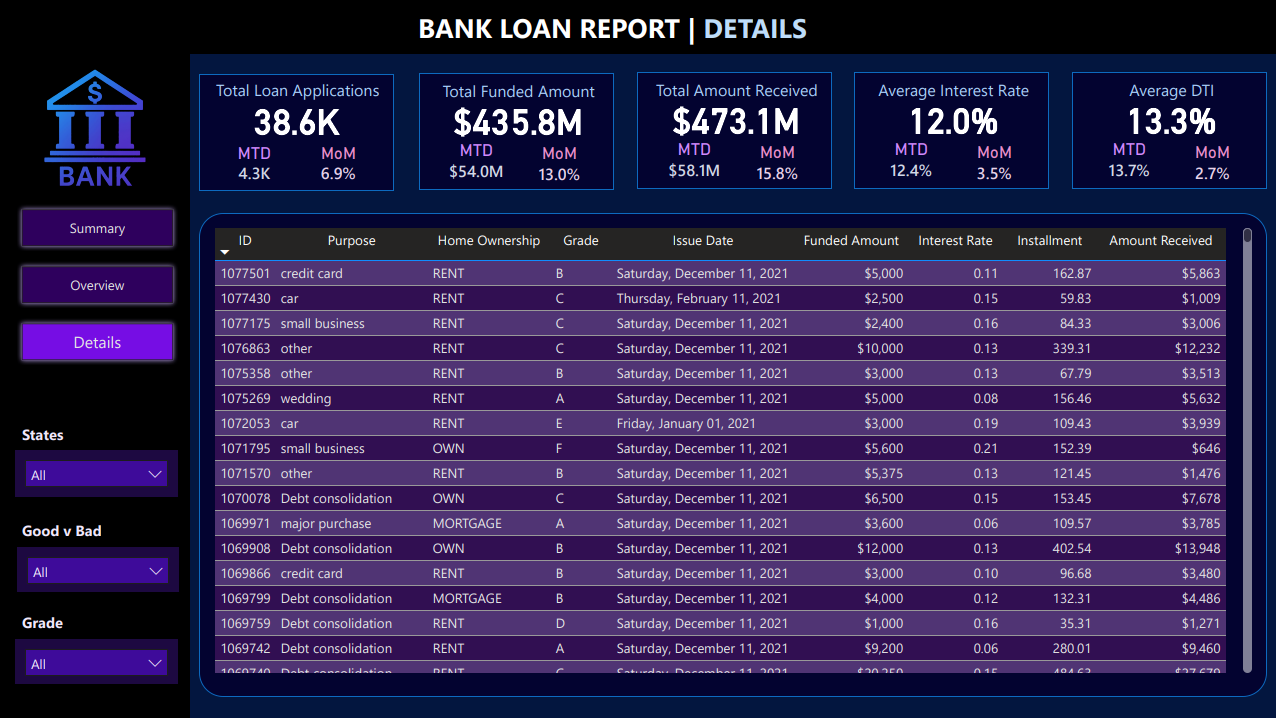 BANK LOAN REPORT | DETAILS
$
BANK
Summary
Overview
Details
States
All
Good v Bad
All
Grade
All
Total Loan Applications
38.6K
MTD MoM
4.3K 6.9%
Total Funded Amount
$435.8M
MTD MoM
$54.0M 13.0%
Total Amount Received
$473.1M
MTD MoM
$58.1M 15.8%
Average Interest Rate
12.0%
MTD MoM
12.4% 3.5%
Average DTI
13.3%
MTD MoM
13.7% 2.7%
ID Purpose Home Ownership Grade Issue Date Funded Amount Interest Rate Installment Amount Received
1077501 credit card RENT B Saturday, December 11, 2021 $5,000 0.11 162.87 $5,863
1077430 car RENT C Thursday, February 11, 2021 $2,500 0.15 59.83 $1,009
1077175 small business RENT C Saturday, December 11, 2021 $2,400 0.16 84.33 $3,006
1076863 other RENT C Saturday, December 11, 2021 $10,000 0.13 339.31 $12,232
1075358 other RENT B Saturday, December 11, 2021 $3,000 0.13 67.79 $3,513
1075269 wedding RENT A Saturday, December 11, 2021 $5,000 0.08 156.46 $5,632
1072053 car RENT E Friday, January 01, 2021 $3,000 0.19 109.43 $3,939
1071795 small business OWN F Saturday, December 11, 2021 $5,600 0.21 152.39 $646
1071570 other RENT B Saturday, December 11, 2021 $5,375 0.13 121.45 $1,476
1070078 Debt consolidation OWN C Saturday, December 11, 2021 $6,500 0.15 153.45 $7,678
1069971 major purchase MORTGAGE A Saturday, December 11, 2021 $3,600 0.06 109.57 $3,785
1069908 Debt consolidation OWN B Saturday, December 11, 2021 $12,000 0.13 402.54 $13,948
1069866 credit card RENT B Saturday, December 11, 2021 $3,000 0.10 96.68 $3,480
1069799 Debt consolidation MORTGAGE B Saturday, December 11, 2021 $4,000 0.12 132.31 $4,486
1069759 Debt consolidation RENT D Saturday, December 11, 2021 $1,000 0.16 35.31 $1,271
1069742 Debt consolidation RENT A Saturday, December 11, 2021 $9,200 0.06 280.01 $9,460
Debt consolidation RENT Saturday, December 11, 2021